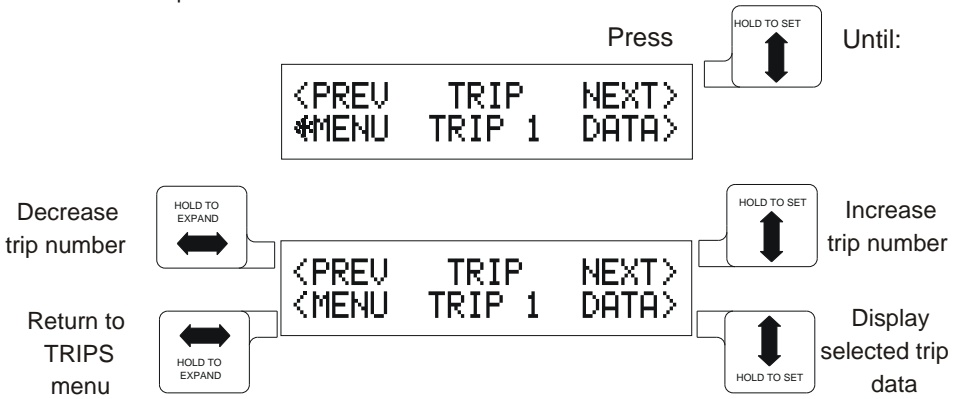 Press
HOLD TO SET
Until:
<PREV TRIP NEXT>
*MENU TRIP 1 DATA>
Decrease
trip number
HOLD TO
EXPAND
HOLD TO SET
Increase
trip number
<PREV TRIP NEXT>
<MENU TRIP 1 DATA>
Return to
TRIPS
menu
HOLD TO
EXPAND
HOLD TO SET
Display
selected trip
data